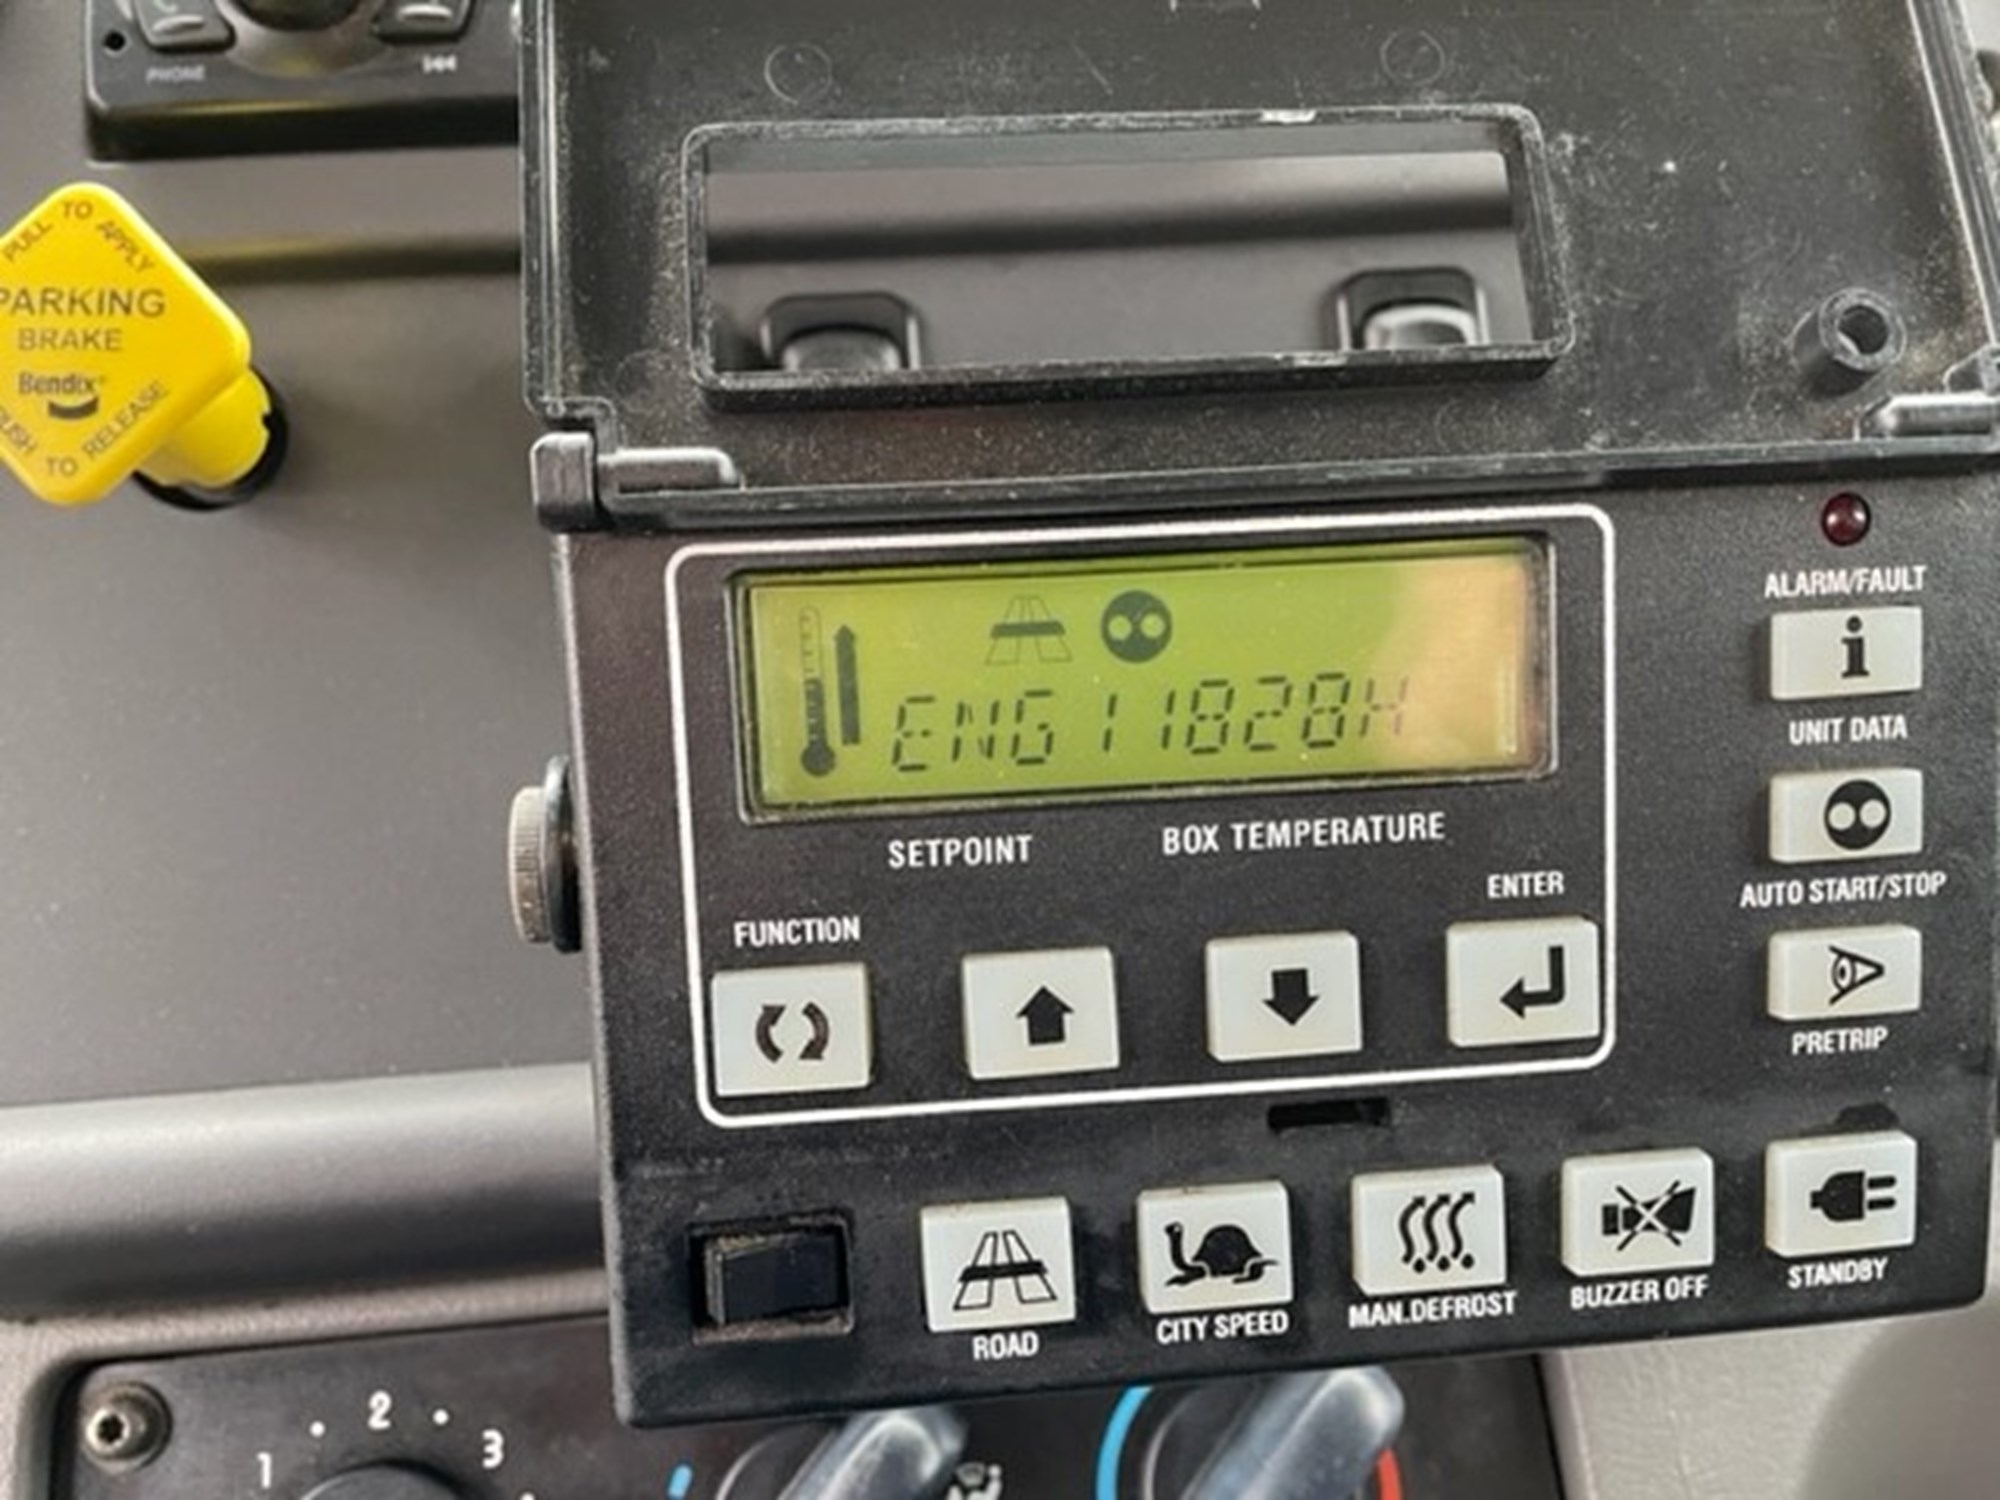 PHONE
PULL TO APPLY
PARKING
BRAKE
Bendix
PUSH TO RELEASE
ENG 11828H
SETPOINT
BOX TEMPERATURE
FUNCTION
ENTER
ALARM/FAULT
i
UNIT DATA
AUTO START/STOP
PRETRIP
ROAD
CITY SPEED
MAN.DEFROST
BUZZER OFF
STANDBY
1 2 3